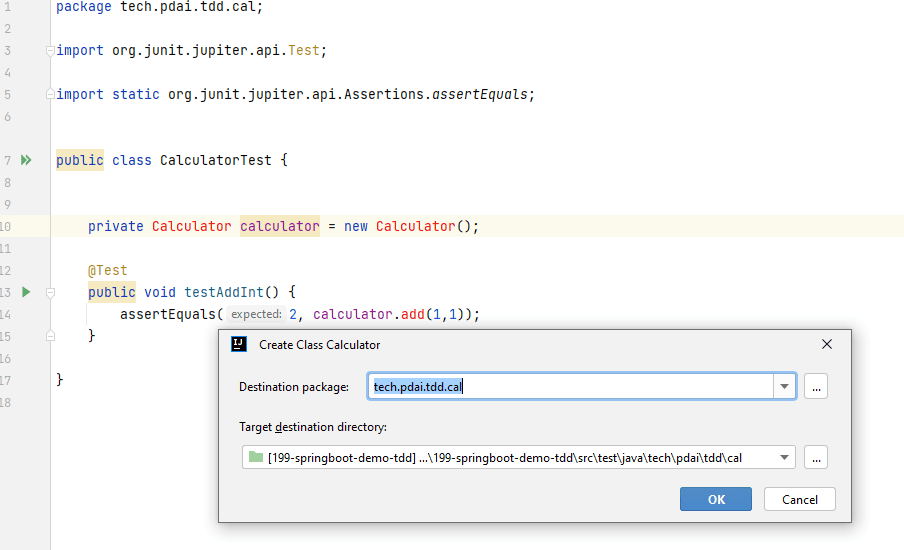 1 package tech.pdai.tdd.cal;
2
3 import org.junit.jupiter.api.Test;
4
5 import static org.junit.jupiter.api.Assertions.assertEquals;
6
7 public class CalculatorTest {
8
9
10 private Calculator calculator = new Calculator();
11
12 @Test
13 public void testAddInt() {
14 assertEquals( expected: 2, calculator.add(1,1));
15 }
16
17 }
18
IJ Create Class Calculator
Destination package: tech.pdai.tdd.cal ...
Target destination directory:
[199-springboot-demo-tdd] ...\199-springboot-demo-tdd\src\test\java\tech\pdai\tdd\cal ...
OK Cancel